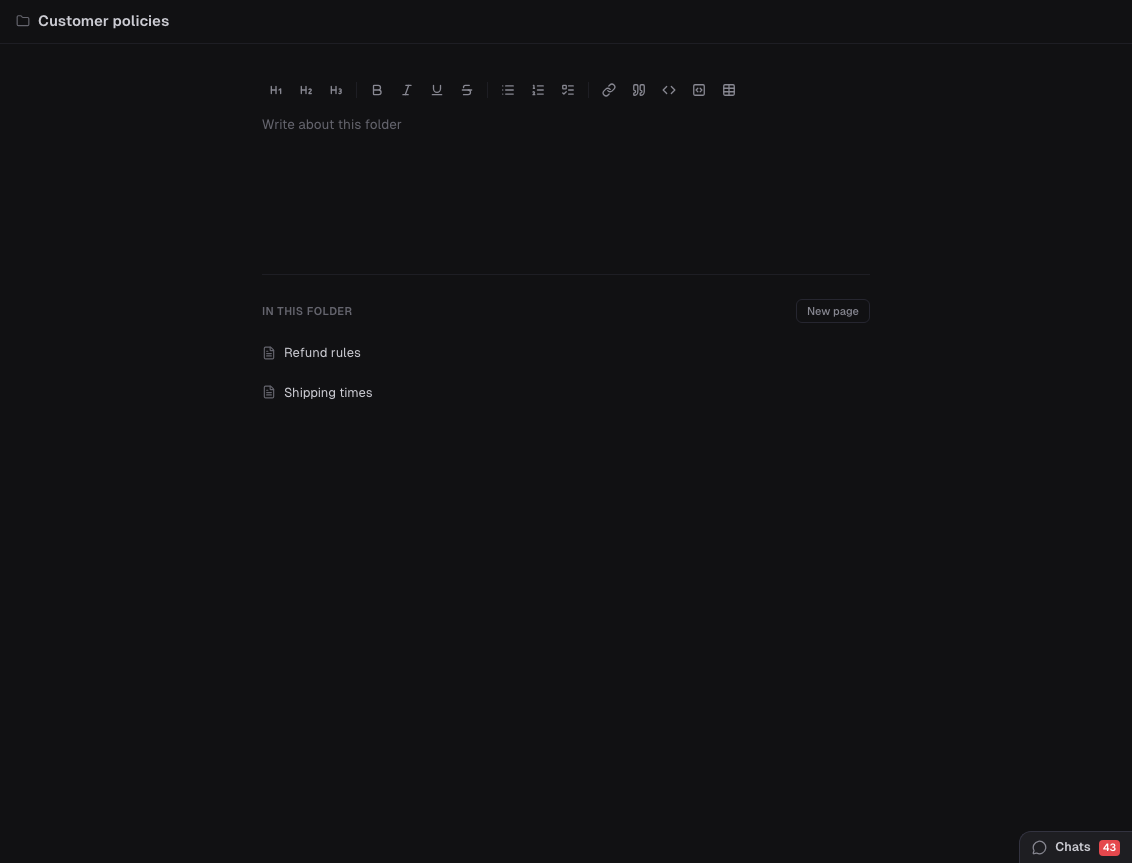 Customer policies
H1 H2 H3 B I U S
Write about this folder
IN THIS FOLDER
New page
Refund rules
Shipping times
Chats 43